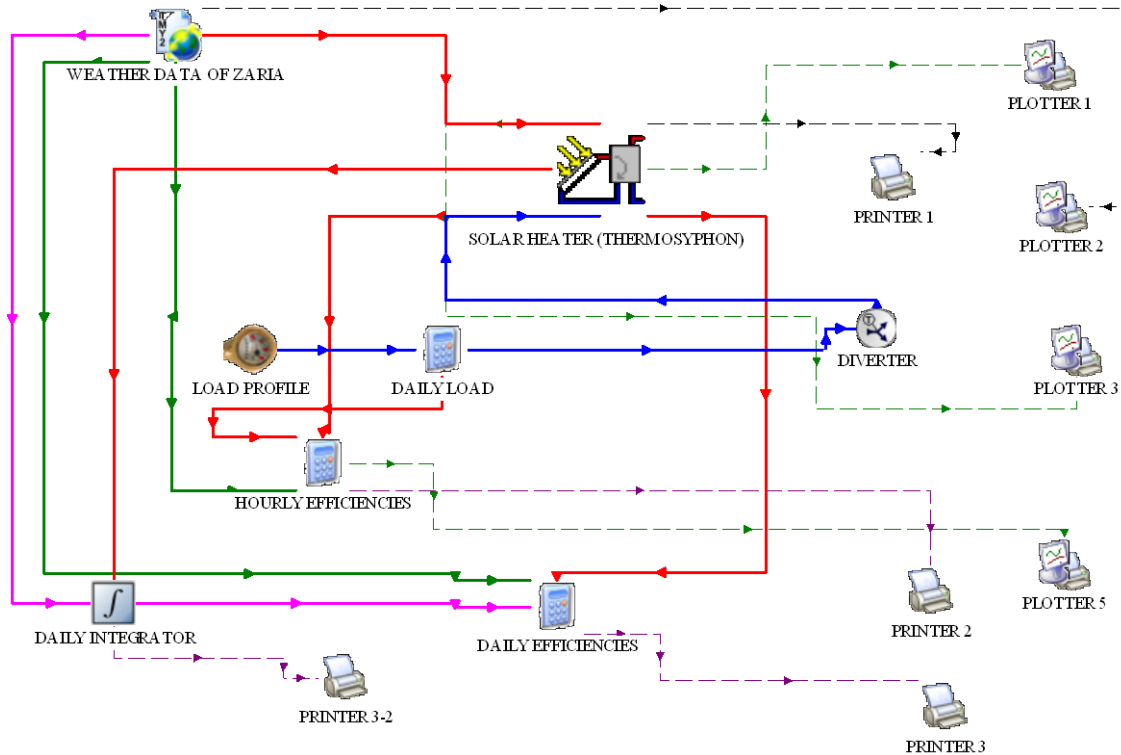 TMY2
WEATHER DATA OF ZARIA
PLOTTER 1
PRINTER 1
PLOTTER 2
SOLAR HEATER (THERMOSYPHON)
T
DIVERTER
LOAD PROFILE
DAILY LOAD
PLOTTER 3
HOURLY EFFICIENCIES
PLOTTER 5
PRINTER 2
∫
DAILY INTEGRATOR
DAILY EFFICIENCIES
PRINTER 3-2
PRINTER 3